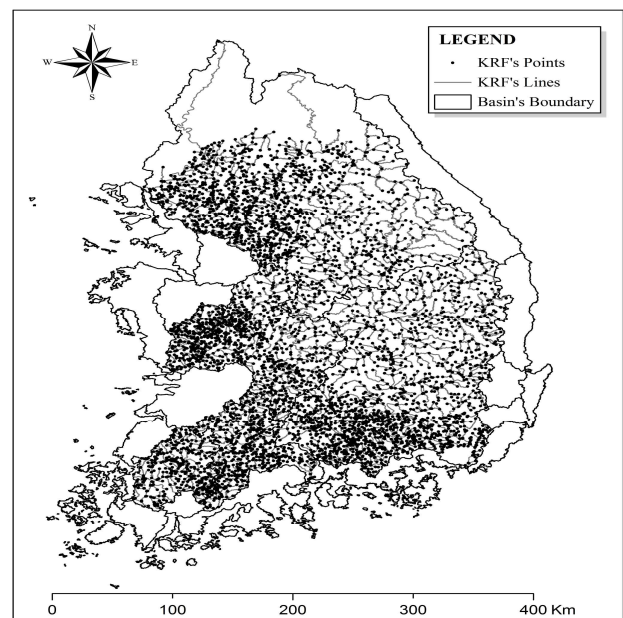 N
W E
S
LEGEND
KRF's Points
KRF's Lines
Basin's Boundary
0 100 200 300 400 Km